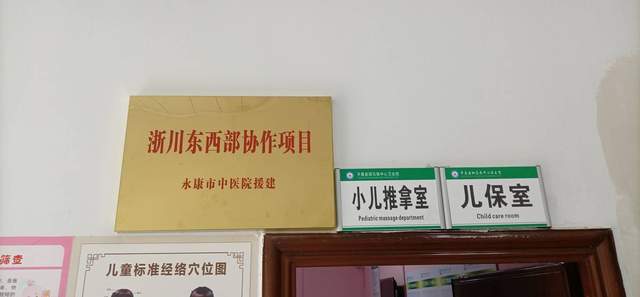 浙川东西部协作项目
永康市中医院援建
小儿推拿室
Pediatric massage department
儿保室
Child care room
筛查
儿童标准经络穴位图